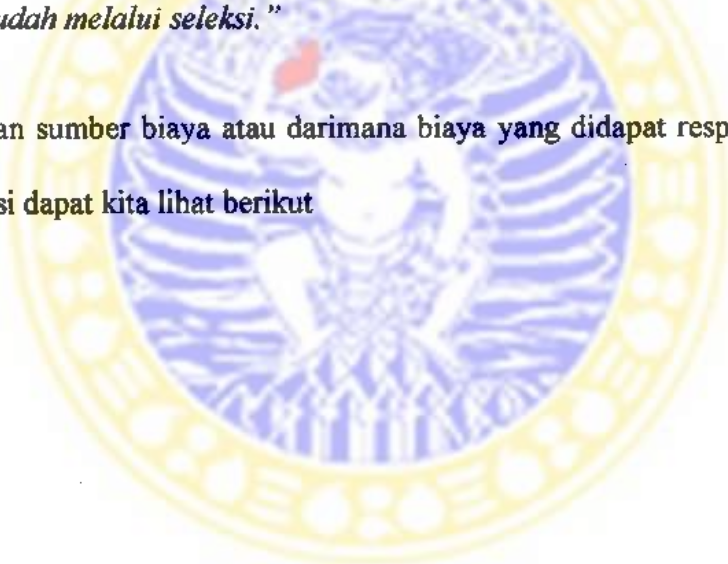 udah melalui seleksi.”
an sumber biaya atau darimana biaya yang didapat resp
si dapat kita lihat berikut